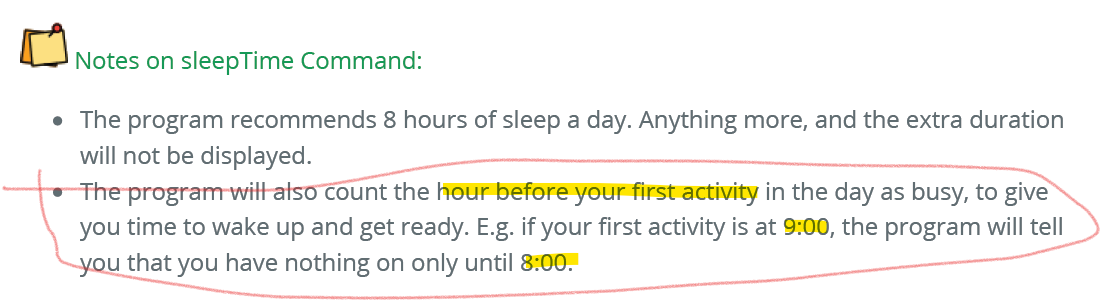 Notes on sleepTime Command:
The program recommends 8 hours of sleep a day. Anything more, and the extra duration
will not be displayed.
The program will also count the hour before your first activity in the day as busy, to give
you time to wake up and get ready. E.g. if your first activity is at 9:00, the program will tell
you that you have nothing on only until 8:00.